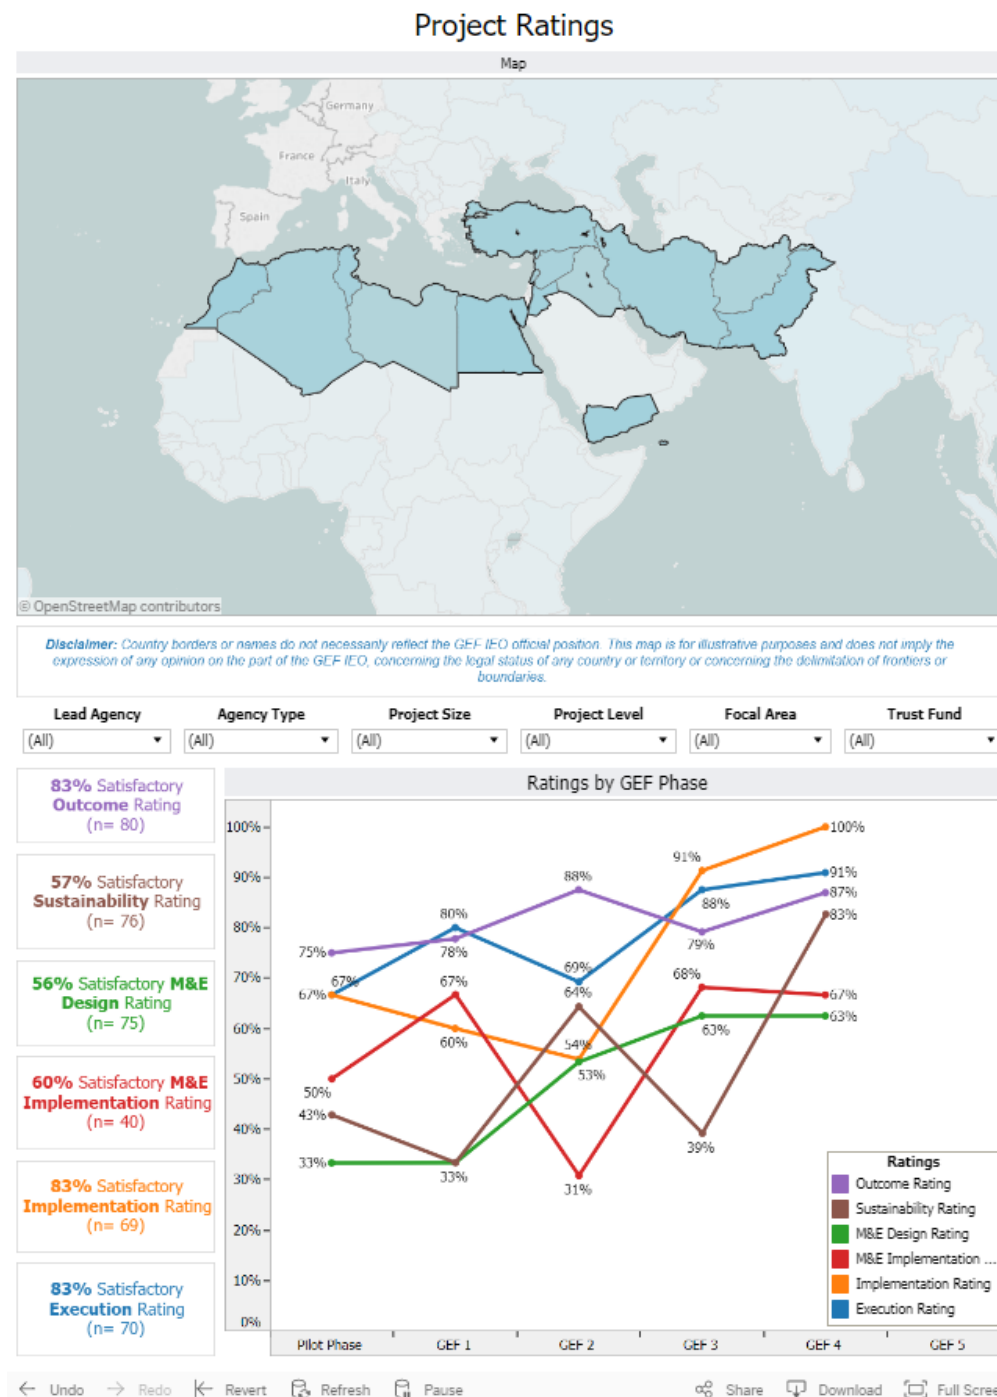 Project Ratings
Map
Germany
France
Italy
Spain
© OpenStreetMap contributors
Disclaimer: Country borders or names do not necessarily reflect the GEF IEO official position. This map is for illustrative purposes and does not imply the
expression of any opinion on the part of the GEF IEO, concerning the legal status of any country or territory or concerning the delimitation of frontiers or
boundaries.
Lead Agency Agency Type Project Size Project Level Focal Area Trust Fund
(All) (All) (All) (All) (All) (All)
83% Satisfactory
Outcome Rating
(n= 80)
57% Satisfactory
Sustainability Rating
(n= 76)
56% Satisfactory M&E
Design Rating
(n= 75)
60% Satisfactory M&E
Implementation Rating
(n= 40)
83% Satisfactory
Implementation Rating
(n= 69)
83% Satisfactory
Execution Rating
(n= 70)
Ratings by GEF Phase
100%
90%
80%
70%
60%
50%
40%
30%
20%
10%
0%
75%
67%
67%
50%
43%
33%
80%
78%
67%
60%
33%
88%
69%
64%
54%
53%
31%
91%
88%
79%
68%
63%
39%
100%
91%
87%
83%
67%
63%
Pilot Phase GEF 1 GEF 2 GEF 3 GEF 4 GEF 5
Ratings
Outcome Rating
Sustainability Rating
M&E Design Rating
M&E Implementation ...
Implementation Rating
Execution Rating
Undo Redo Revert Refresh Pause Share Download Full Scree